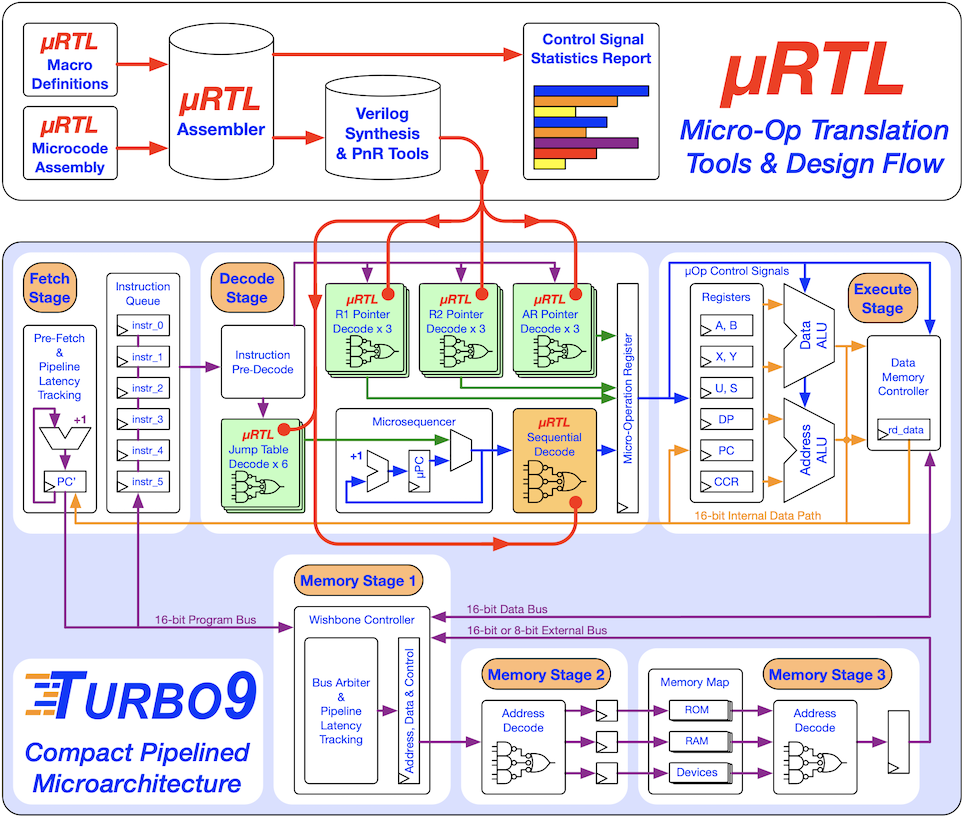 µRTL
Macro
Definitions
µRTL
Microcode
Assembly
µRTL
Assembler
Verilog
Synthesis
& PnR Tools
Control Signal
Statistics Report
µRTL
Micro-Op Translation
Tools & Design Flow
Fetch
Stage
Pre-Fetch
&
Pipeline
Latency
Tracking
+1
PC'
Instruction
Queue
instr_0
instr_1
instr_2
instr_3
instr_4
instr_5
Decode
Stage
Instruction
Pre-Decode
µRTL
Jump Table
Decode x 6
µRTL
R1 Pointer
Decode x 3
µRTL
R2 Pointer
Decode x 3
µRTL
AR Pointer
Decode x 3
Microsequencer
+1
µPC
µRTL
Sequential
Decode
Micro-Operation Register
µOp Control Signals
Registers
A, B
X, Y
U, S
DP
PC
CCR
Data
ALU
Address
ALU
Execute
Stage
Data
Memory
Controller
rd_data
16-bit Internal Data Path
Memory Stage 1
16-bit Program Bus
Wishbone Controller
Bus Arbiter
&
Pipeline
Latency
Tracking
Address, Data & Control
16-bit Data Bus
16-bit or 8-bit External Bus
Memory Stage 2
Address
Decode
Memory Map
ROM
RAM
Devices
Memory Stage 3
Address
Decode
TURBO9
Compact Pipelined
Microarchitecture